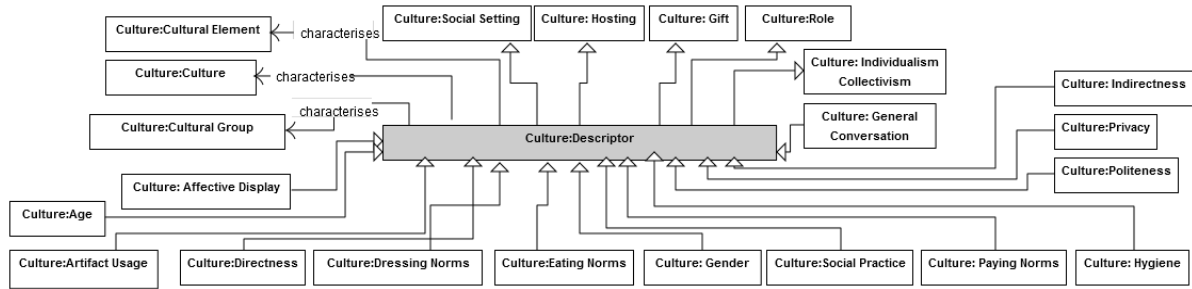 Culture:Social Setting
Culture: Hosting
Culture: Gift
Culture:Role
Culture:Cultural Element
characterises
Culture: Individualism
Collectivism
Culture:Culture
characterises
Culture: Indirectness
characterises
Culture: General
Conversation
Culture:Cultural Group
Culture:Privacy
Culture:Descriptor
Culture:Politeness
Culture: Affective Display
Culture:Age
Culture:Artifact Usage
Culture:Directness
Culture:Dressing Norms
Culture:Eating Norms
Culture: Gender
Culture:Social Practice
Culture: Paying Norms
Culture: Hygiene